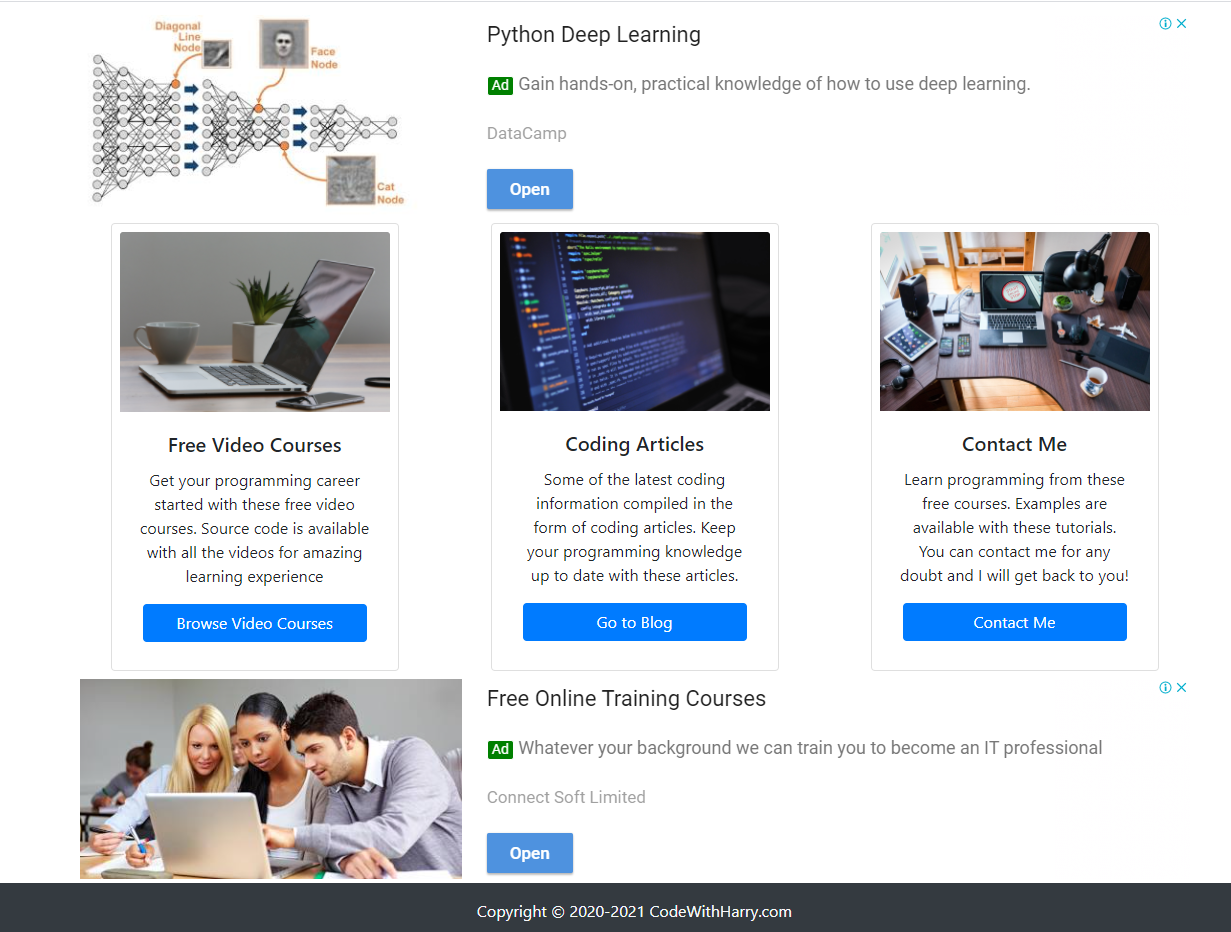 Diagonal
Line
Node
Face
Node
Cat
Node
Python Deep Learning
Ad Gain hands-on, practical knowledge of how to use deep learning.
DataCamp
Open
Free Video Courses
Get your programming career
started with these free video
courses. Source code is available
with all the videos for amazing
learning experience
Browse Video Courses
Coding Articles
Some of the latest coding
information compiled in the
form of coding articles. Keep
your programming knowledge
up to date with these articles.
Go to Blog
Contact Me
Learn programming from these
free courses. Examples are
available with these tutorials.
You can contact me for any
doubt and I will get back to you!
Contact Me
Free Online Training Courses
Ad Whatever your background we can train you to become an IT professional
Connect Soft Limited
Open
Copyright © 2020-2021 CodeWithHarry.com